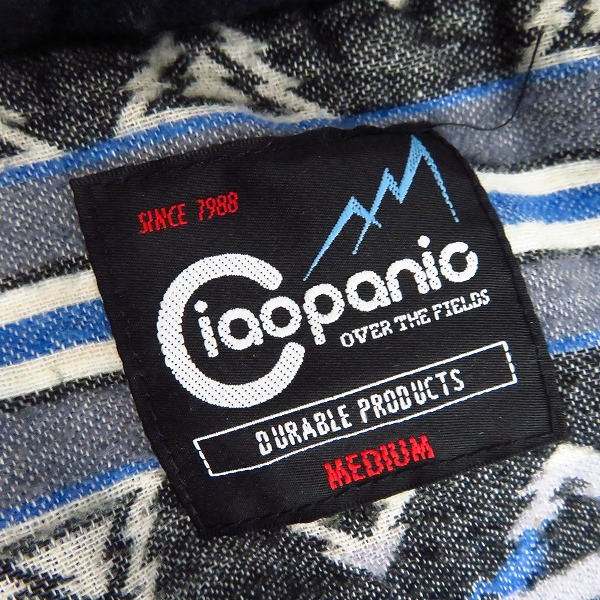 SINCE 1988
Ciaopanic
OVER THE FIELDS
DURABLE PRODUCTS
MEDIUM